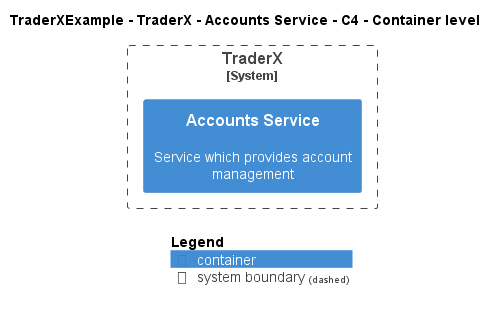 TraderXExample - TraderX - Accounts Service - C4 - Container level
TraderX
[System]
Accounts Service
Service which provides account
management
Legend
container
system boundary (dashed)